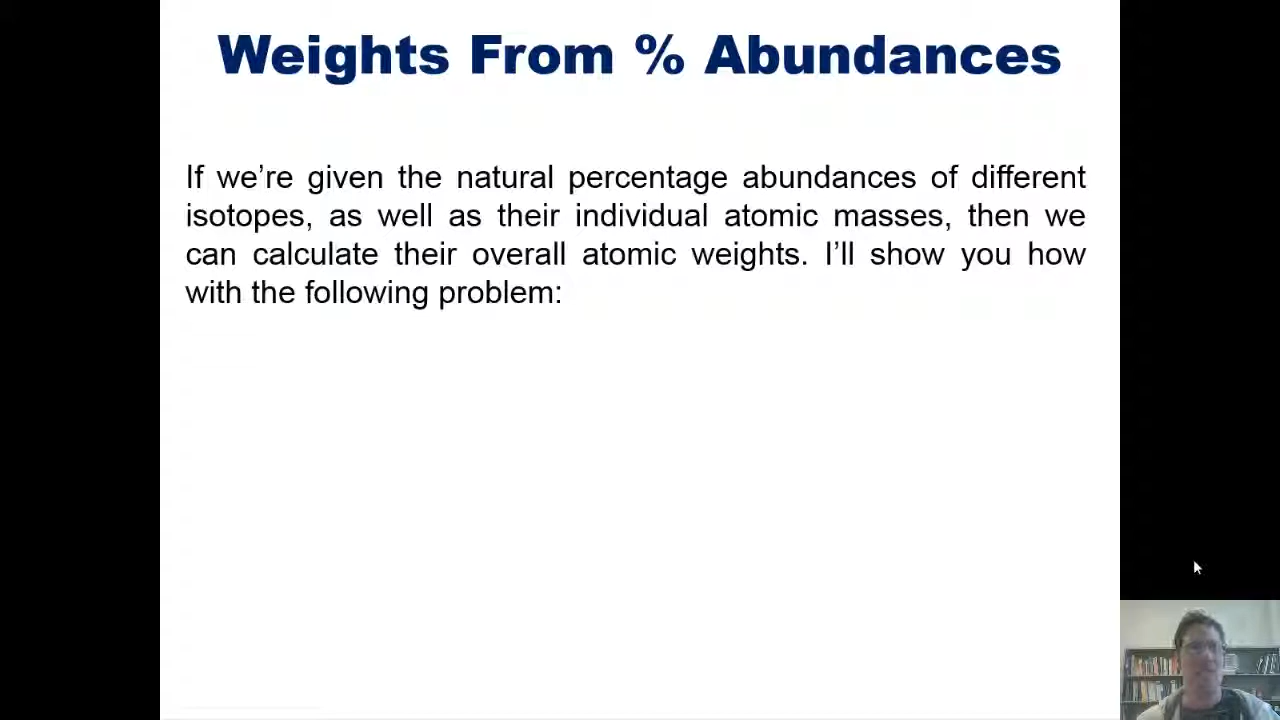 Weights From % Abundances
If we’re given the natural percentage abundances of different
isotopes, as well as their individual atomic masses, then we
can calculate their overall atomic weights. I’ll show you how
with the following problem: